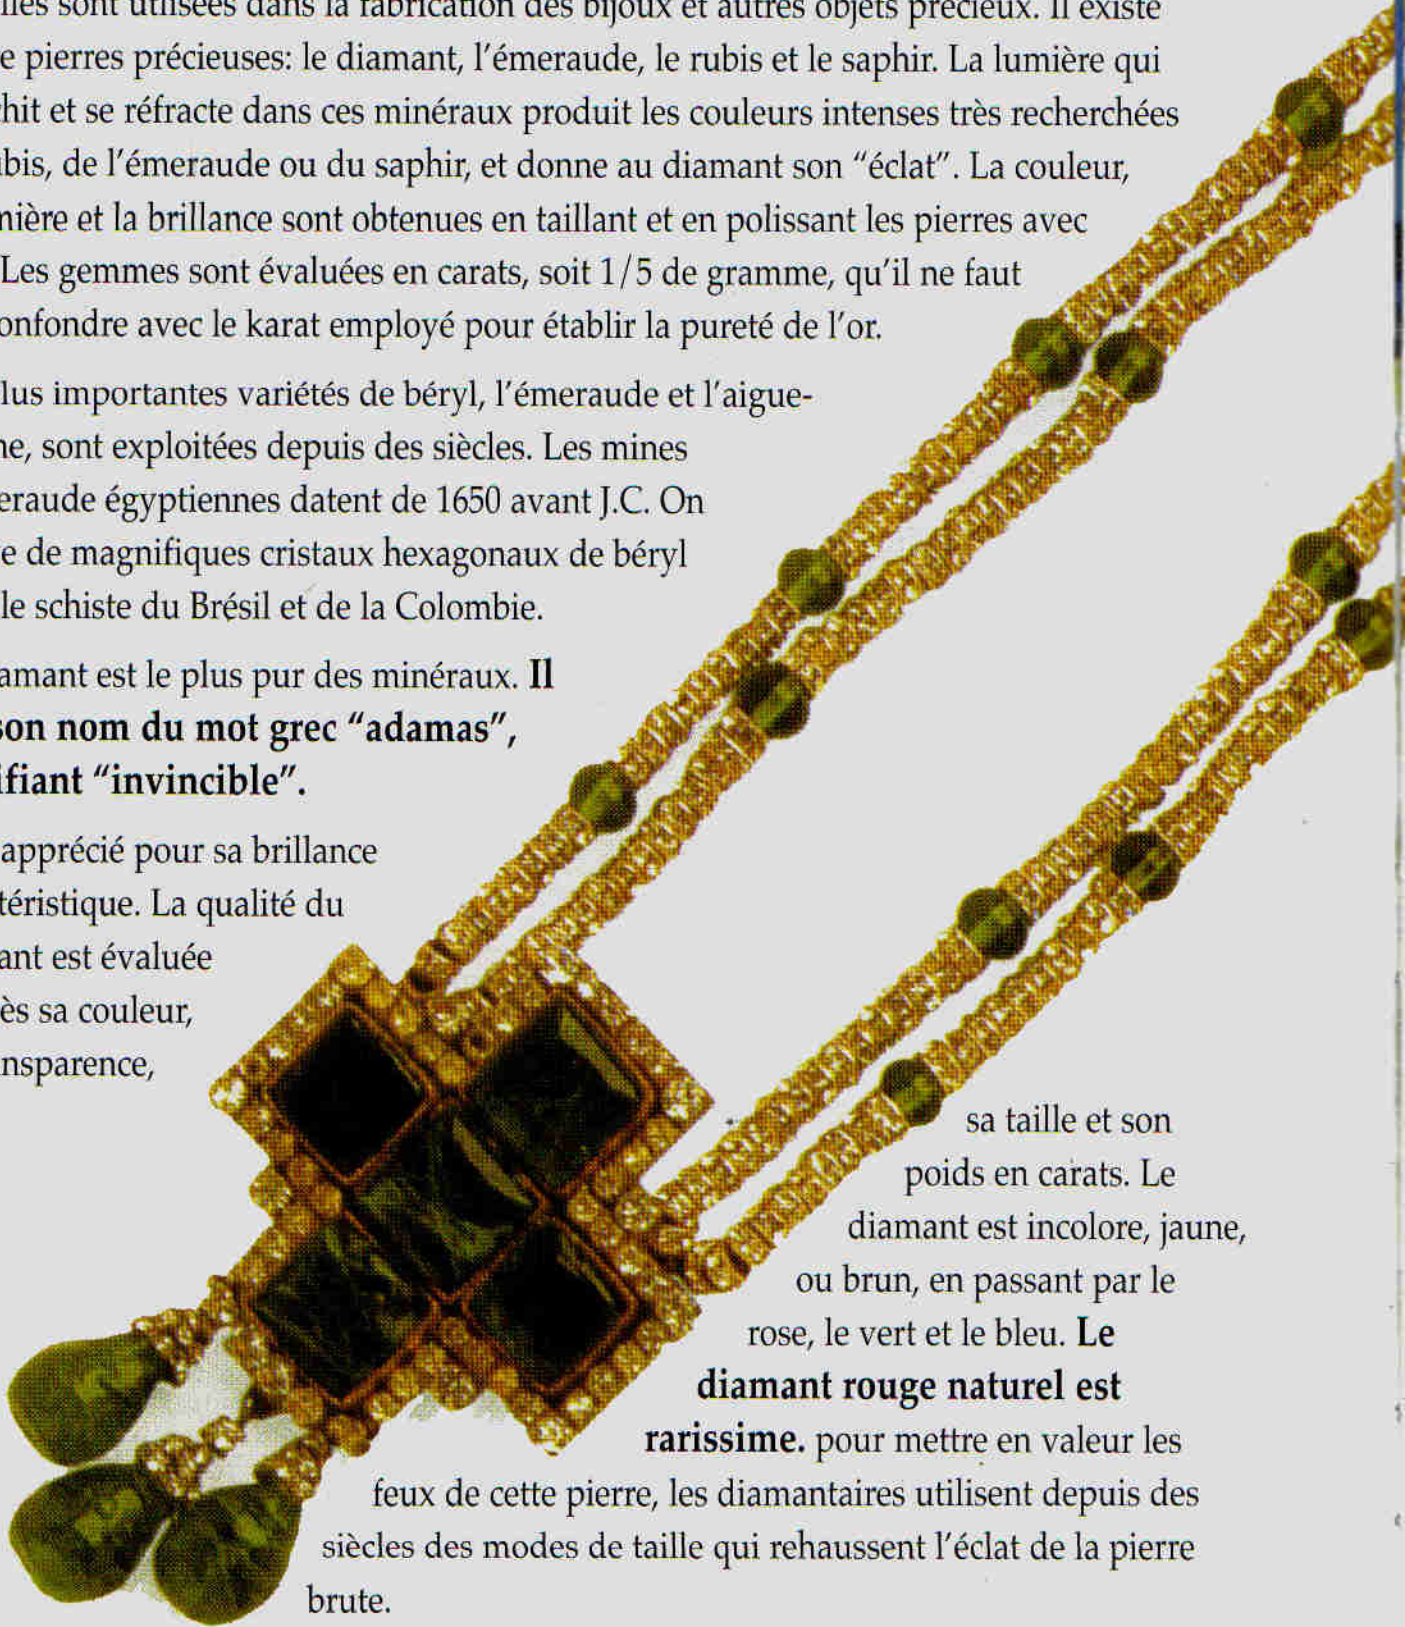 lles sont utilisées dans la fabrication des bijoux et autres objets précieux. Il existe
e pierres précieuses: le diamant, l'émeraude, le rubis et le saphir. La lumière qui
hit et se réfracte dans ces minéraux produit les couleurs intenses très recherchées
bis, de l'émeraude ou du saphir, et donne au diamant son “éclat”. La couleur,
mière et la brillance sont obtenues en taillant et en polissant les pierres avec
Les gemmes sont évaluées en carats, soit 1/5 de gramme, qu'il ne faut
onfondre avec le karat employé pour établir la pureté de l'or.
lus importantes variétés de béryl, l'émeraude et l'aigue-
ne, sont exploitées depuis des siècles. Les mines
eraude égyptiennes datent de 1650 avant J.C. On
e de magnifiques cristaux hexagonaux de béryl
le schiste du Brésil et de la Colombie.
amant est le plus pur des minéraux. Il
son nom du mot grec “adamas”,
ifiant “invincible”.
apprécié pour sa brillance
téristique. La qualité du
ant est évaluée
ès sa couleur,
nsparence,
sa taille et son
poids en carats. Le
diamant est incolore, jaune,
ou brun, en passant par le
rose, le vert et le bleu. Le
diamant rouge naturel est
rarissime. pour mettre en valeur les
feux de cette pierre, les diamantaires utilisent depuis des
siècles des modes de taille qui rehaussent l'éclat de la pierre
brute.